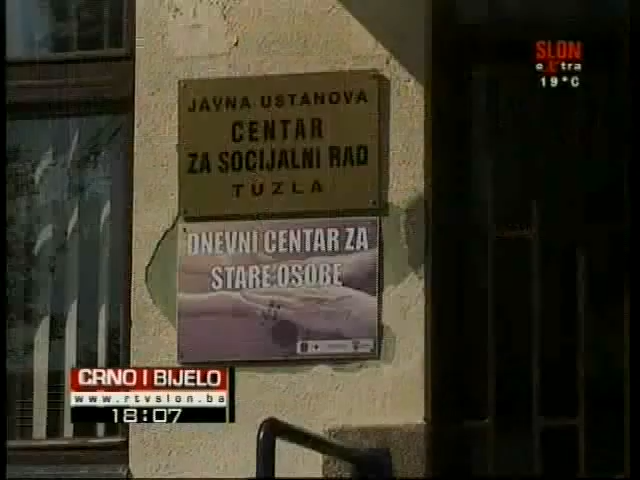 SLON
extra
19°C
JAVNA USTANOVA
CENTAR
ZA SOCIJALNI RAD
TUZLA
DNEVNI CENTAR ZA
STARE OSOBE
CRNO I BIJELO
www.rtvslon.ba
18:07